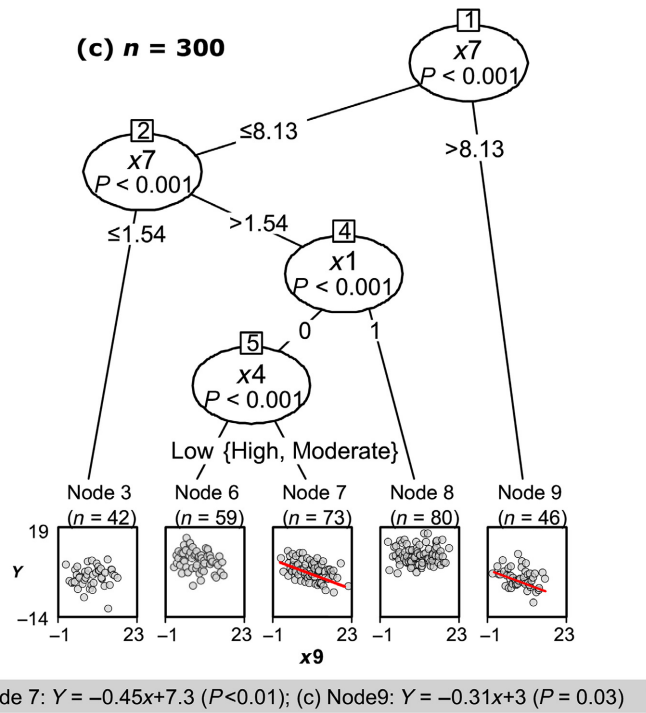 (c) n = 300
1
x7
P < 0.001
≤8.13
>8.13
2
x7
P < 0.001
≤1.54
>1.54
4
x1
P < 0.001
0
1
5
x4
P < 0.001
Low {High, Moderate}
Node 3 Node 6 Node 7 Node 8 Node 9
(n = 42) (n = 59) (n = 73) (n = 80) (n = 46)
19
Y
−14
−1 23 −1 23 −1 23 −1 23
x9
de 7: Y = −0.45x+7.3 (P<0.01); (c) Node9: Y = −0.31x+3 (P = 0.03)